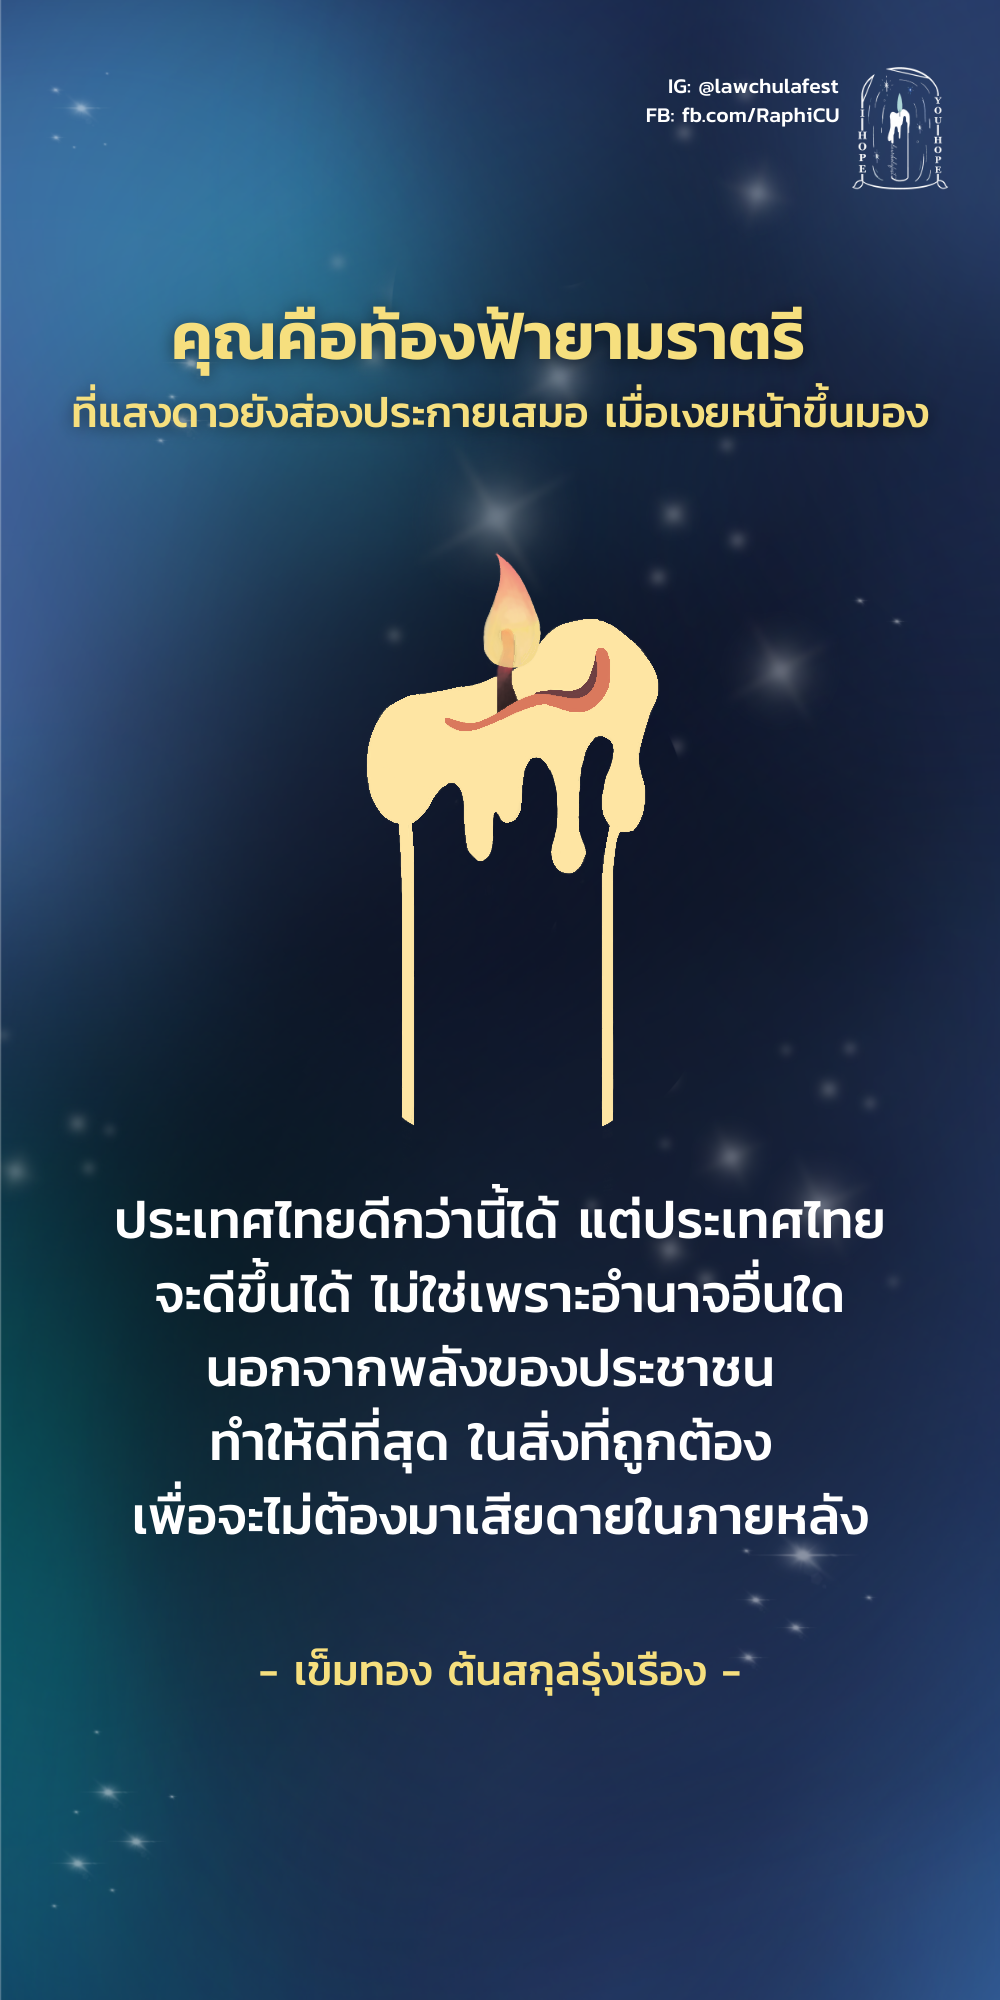 IG: @lawchulafest
FB: fb.com/RaphiCU
I HOPE
YOU HOPE
คุณคือท้องฟ้ายามราตรี
ที่แสงดาวยังส่องประกายเสมอ เมื่อเงยหน้าขึ้นมอง
ประเทศไทยดีกว่านี้ได้ แต่ประเทศไทย
จะดีขึ้นได้ ไม่ใช่เพราะอำนาจอื่นใด
นอกจากพลังของประชาชน
ทำให้ดีที่สุด ในสิ่งที่ถูกต้อง
เพื่อจะไม่ต้องมาเสียดายในภายหลัง
- เข็มทอง ต้นสกุลรุ่งเรือง -